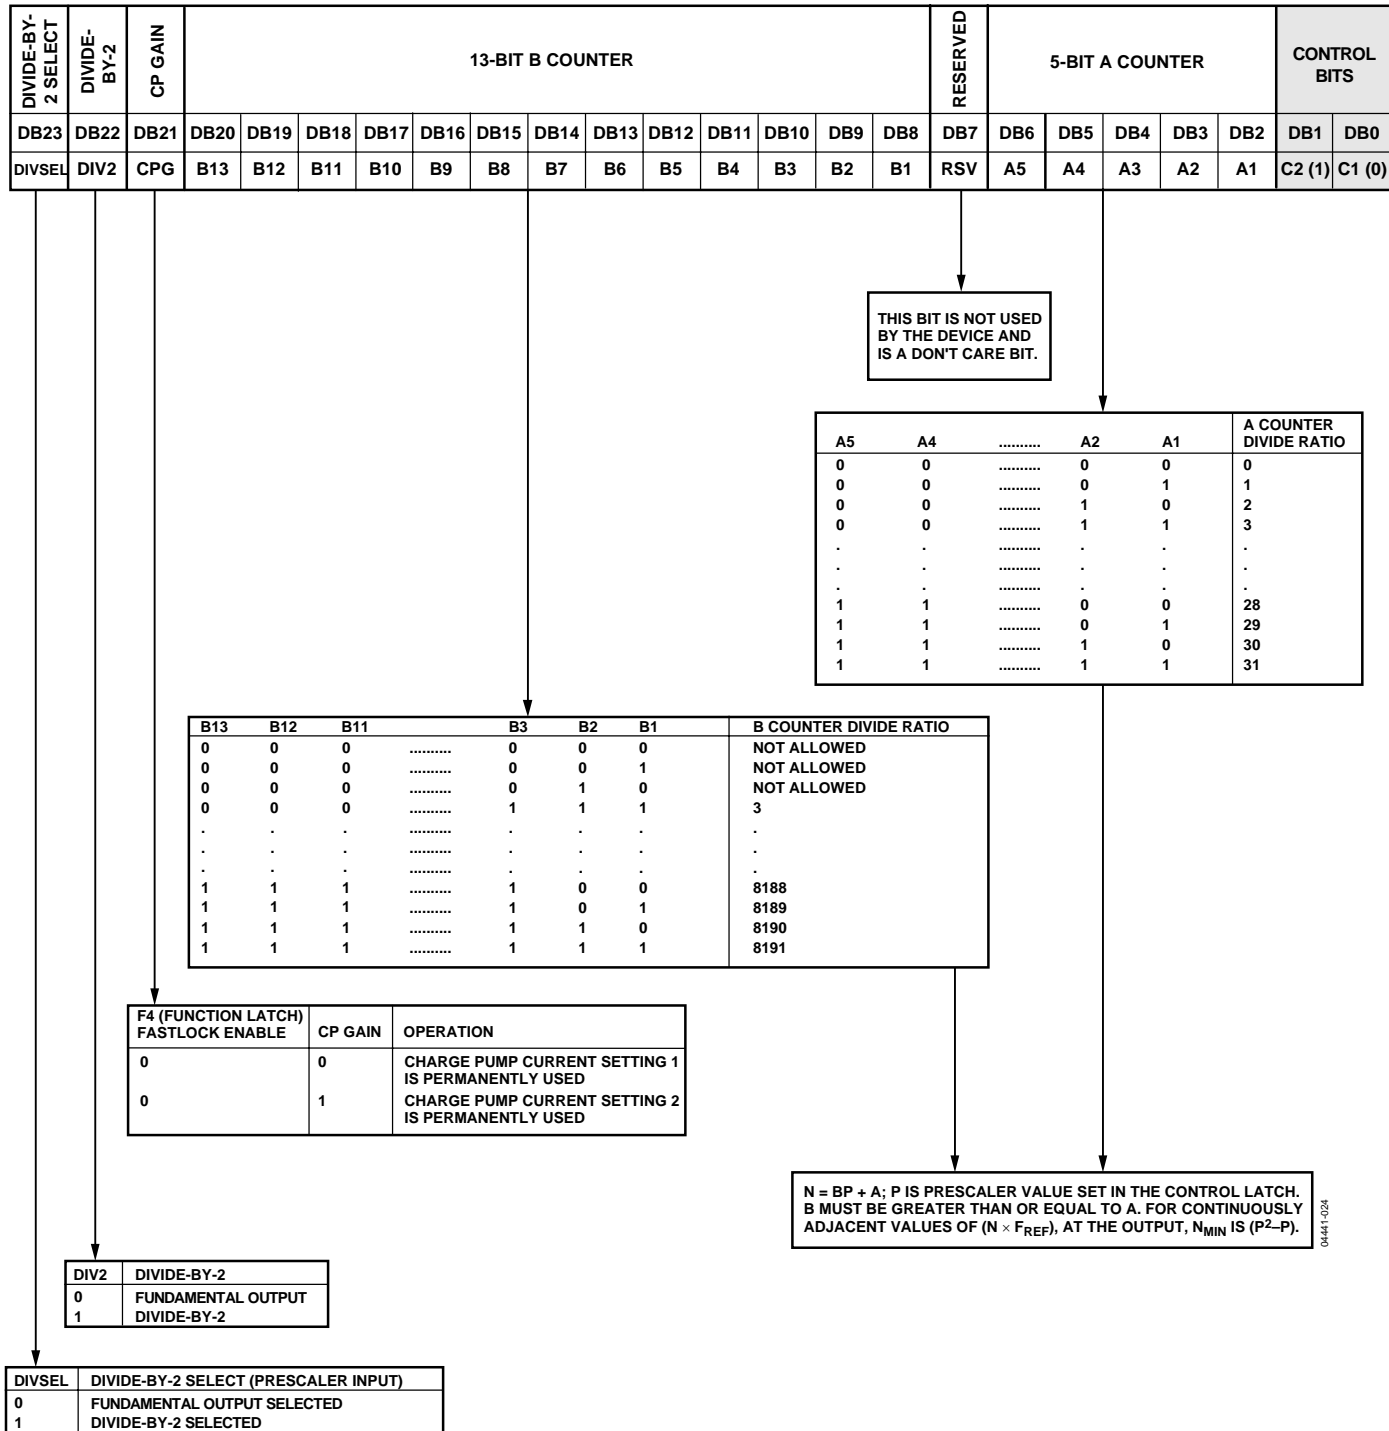 DIVIDE-BY-2 SELECT
DIVIDE-BY-2
CP GAIN
13-BIT B COUNTER
RESERVED
5-BIT A COUNTER
CONTROL BITS
DB23 DB22 DB21 DB20 DB19 DB18 DB17 DB16 DB15 DB14 DB13 DB12 DB11 DB10 DB9 DB8 DB7 DB6 DB5 DB4 DB3 DB2 DB1 DB0
DIVSEL DIV2 CPG B13 B12 B11 B10 B9 B8 B7 B6 B5 B4 B3 B2 B1 RSV A5 A4 A3 A2 A1 C2 (1) C1 (0)
THIS BIT IS NOT USED
BY THE DEVICE AND
IS A DON'T CARE BIT.
A5 A4 .......... A2 A1 A COUNTER DIVIDE RATIO
0 0 .......... 0 0 0
0 0 .......... 0 1 1
0 0 .......... 1 0 2
0 0 .......... 1 1 3
. . .......... . . .
. . .......... . . .
. . .......... . . .
1 1 .......... 0 0 28
1 1 .......... 0 1 29
1 1 .......... 1 0 30
1 1 .......... 1 1 31
B13 B12 B11 B3 B2 B1 B COUNTER DIVIDE RATIO
0 0 0 .......... 0 0 0 NOT ALLOWED
0 0 0 .......... 0 0 1 NOT ALLOWED
0 0 0 .......... 0 1 0 NOT ALLOWED
0 0 0 .......... 1 1 1 3
. . . .......... . . . .
. . . .......... . . . .
. . . .......... . . . .
1 1 1 .......... 1 0 0 8188
1 1 1 .......... 1 0 1 8189
1 1 1 .......... 1 1 0 8190
1 1 1 .......... 1 1 1 8191
F4 (FUNCTION LATCH)
FASTLOCK ENABLE CP GAIN OPERATION
0 0 CHARGE PUMP CURRENT SETTING 1
IS PERMANENTLY USED
0 1 CHARGE PUMP CURRENT SETTING 2
IS PERMANENTLY USED
N = BP + A; P IS PRESCALER VALUE SET IN THE CONTROL LATCH.
B MUST BE GREATER THAN OR EQUAL TO A. FOR CONTINUOUSLY
ADJACENT VALUES OF (N × FREF), AT THE OUTPUT, NMIN IS (P²–P).
04441-024
DIV2 DIVIDE-BY-2
0 FUNDAMENTAL OUTPUT
1 DIVIDE-BY-2
DIVSEL DIVIDE-BY-2 SELECT (PRESCALER INPUT)
0 FUNDAMENTAL OUTPUT SELECTED
1 DIVIDE-BY-2 SELECTED